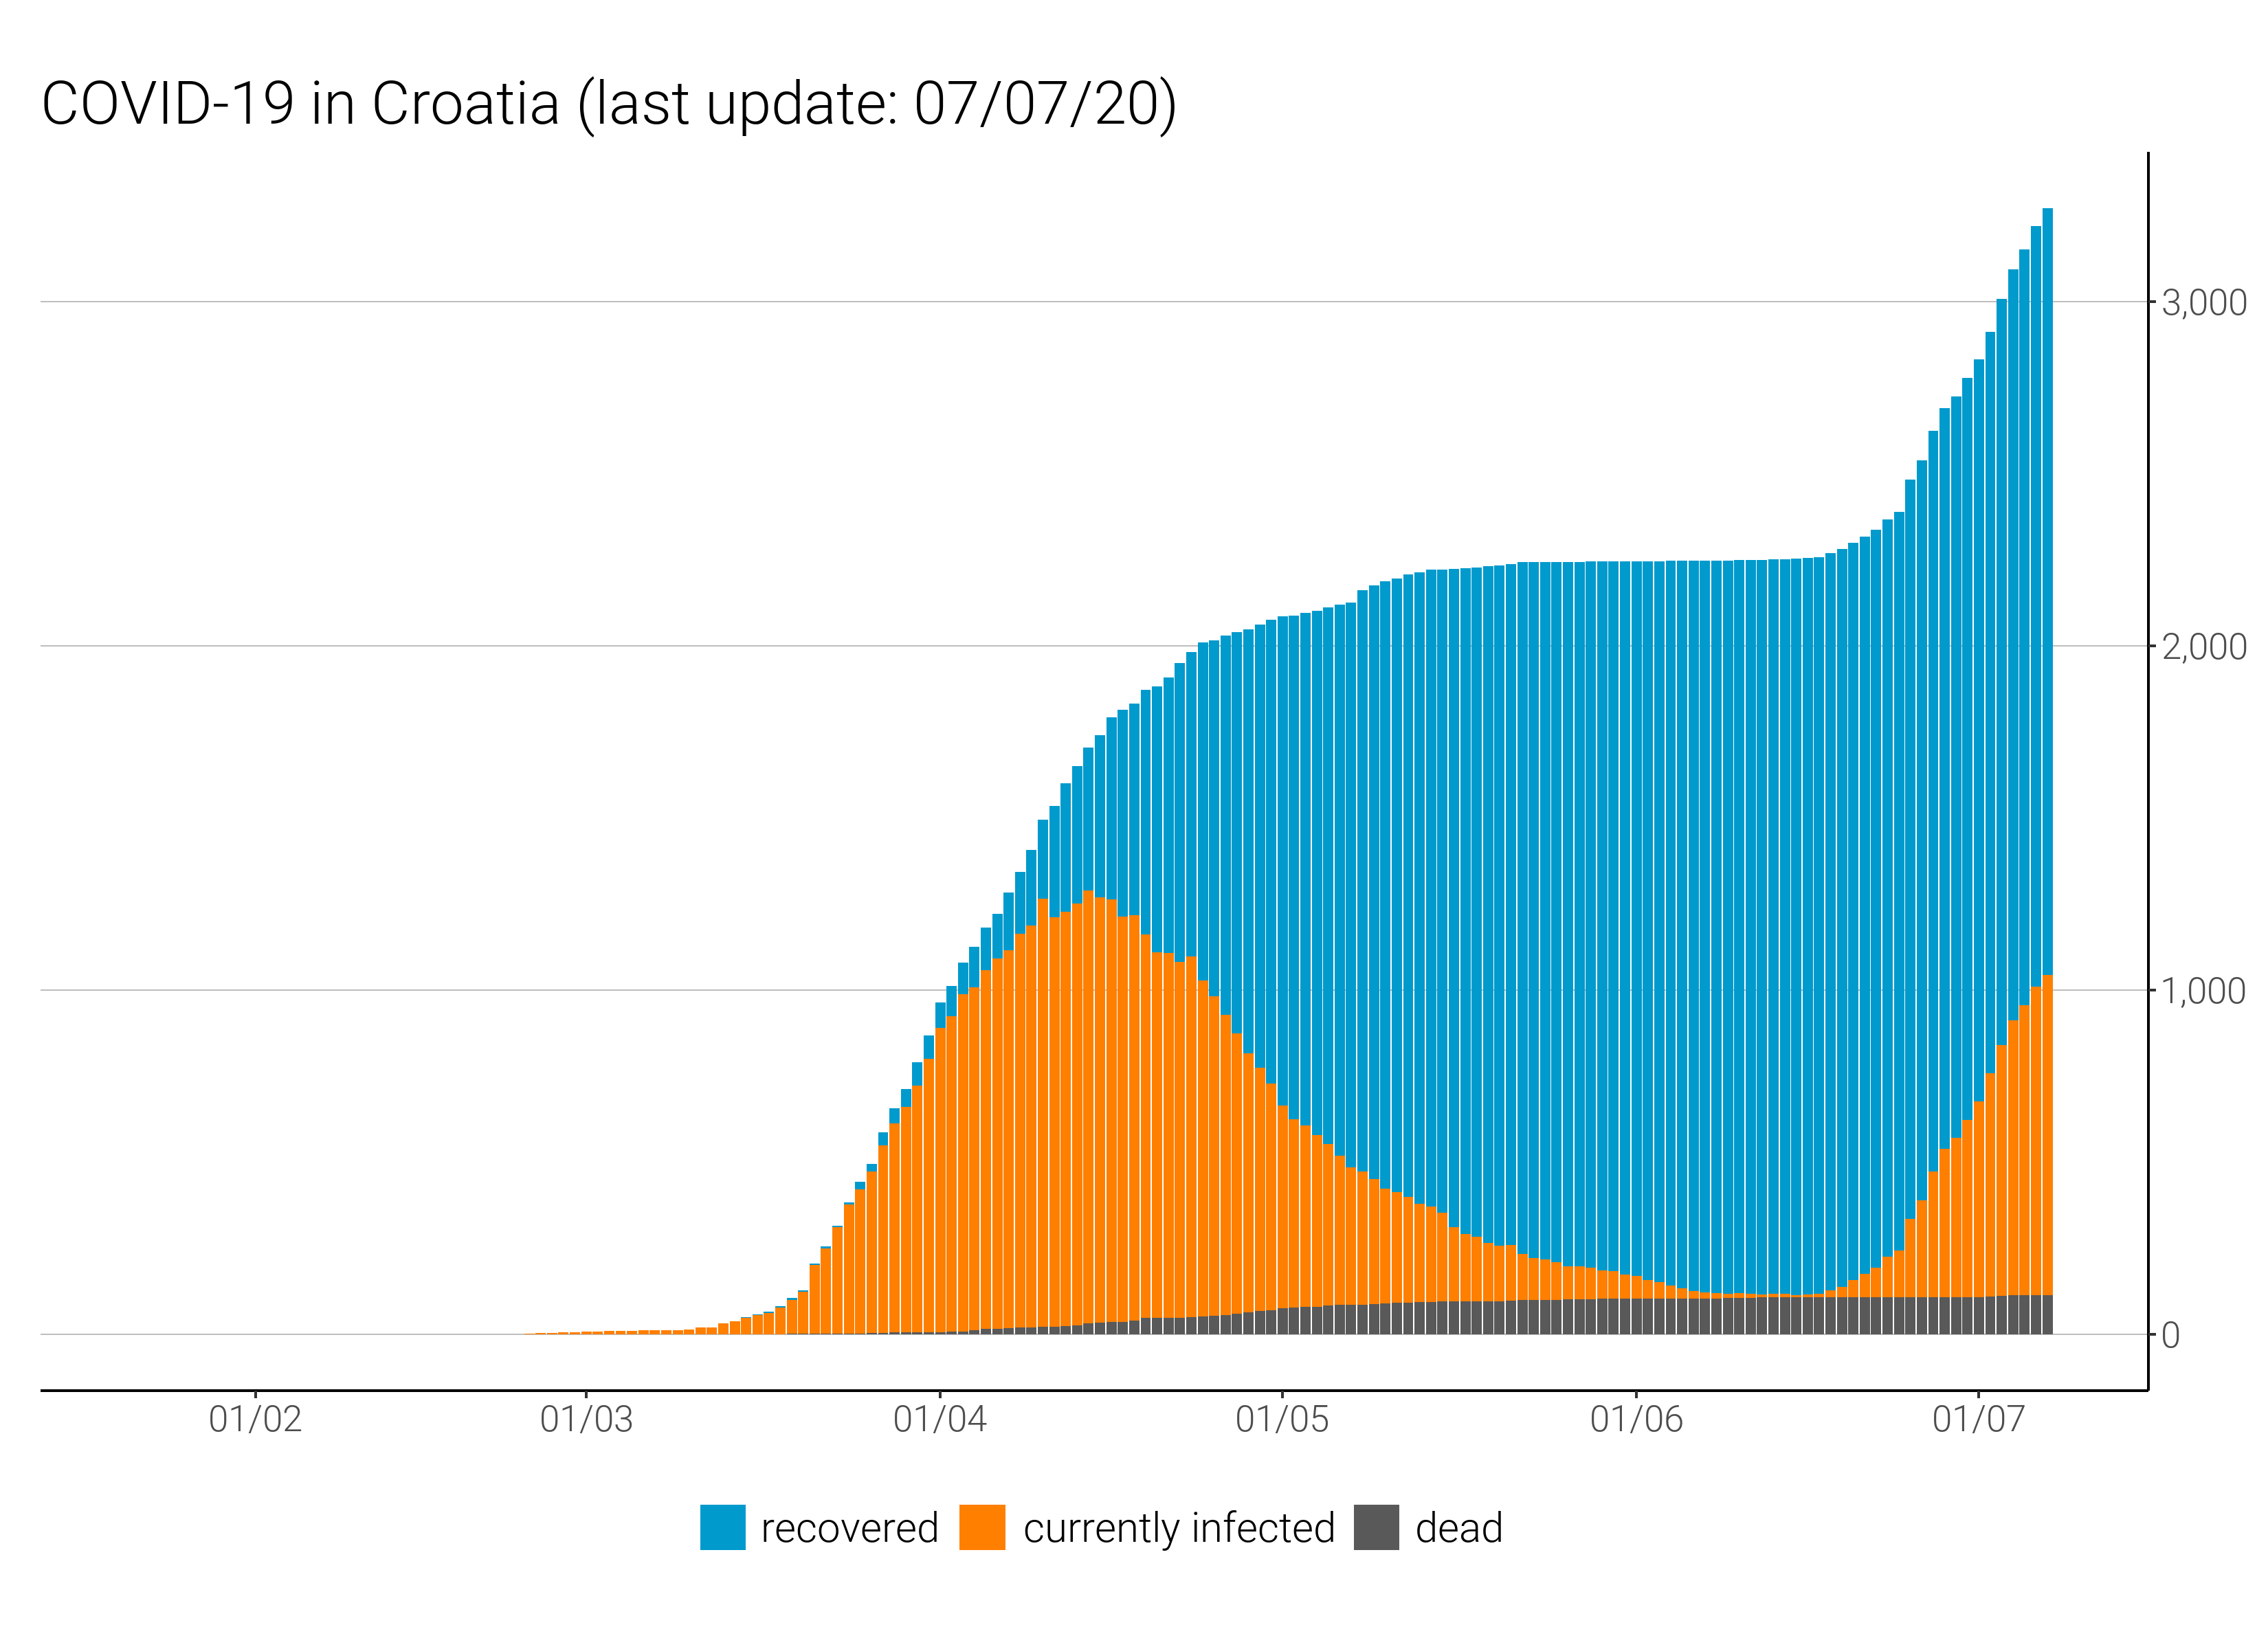 COVID-19 in Croatia (last update: 07/07/20)
3,000
2,000
1,000
0
01/02 01/03 01/04 01/05 01/06 01/07
recovered currently infected dead